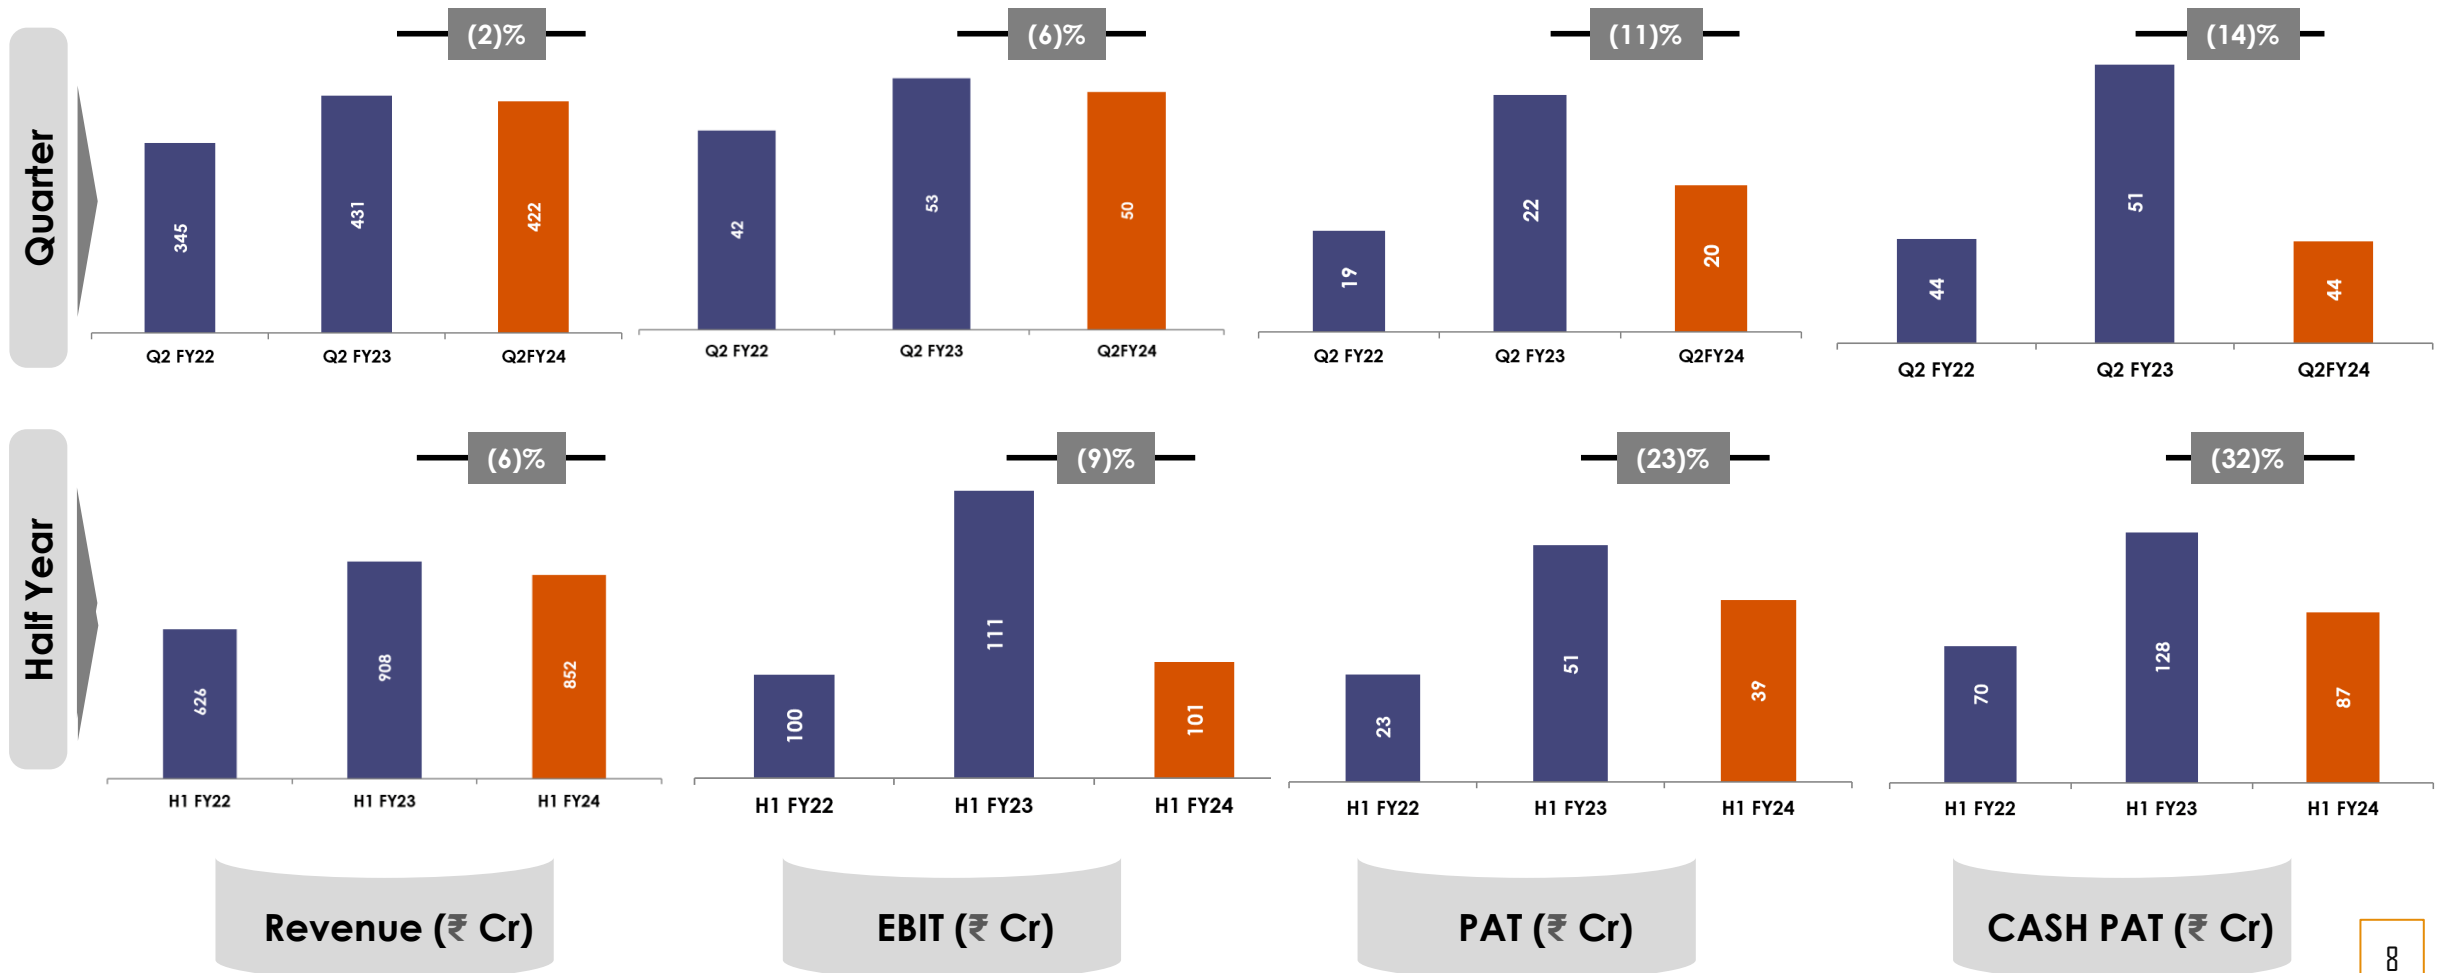 Quarter
(2)%
345
431
422
Q2 FY22
Q2 FY23
Q2FY24
(6)%
42
53
50
Q2 FY22
Q2 FY23
Q2FY24
(11)%
19
22
20
Q2 FY22
Q2 FY23
Q2FY24
(14)%
44
51
44
Q2 FY22
Q2 FY23
Q2FY24
Half Year
(6)%
626
908
852
H1 FY22
H1 FY23
H1 FY24
(9)%
100
111
101
H1 FY22
H1 FY23
H1 FY24
(23)%
23
51
39
H1 FY22
H1 FY23
H1 FY24
(32)%
70
128
87
H1 FY22
H1 FY23
H1 FY24
Revenue (₹ Cr)
EBIT (₹ Cr)
PAT (₹ Cr)
CASH PAT (₹ Cr)
8